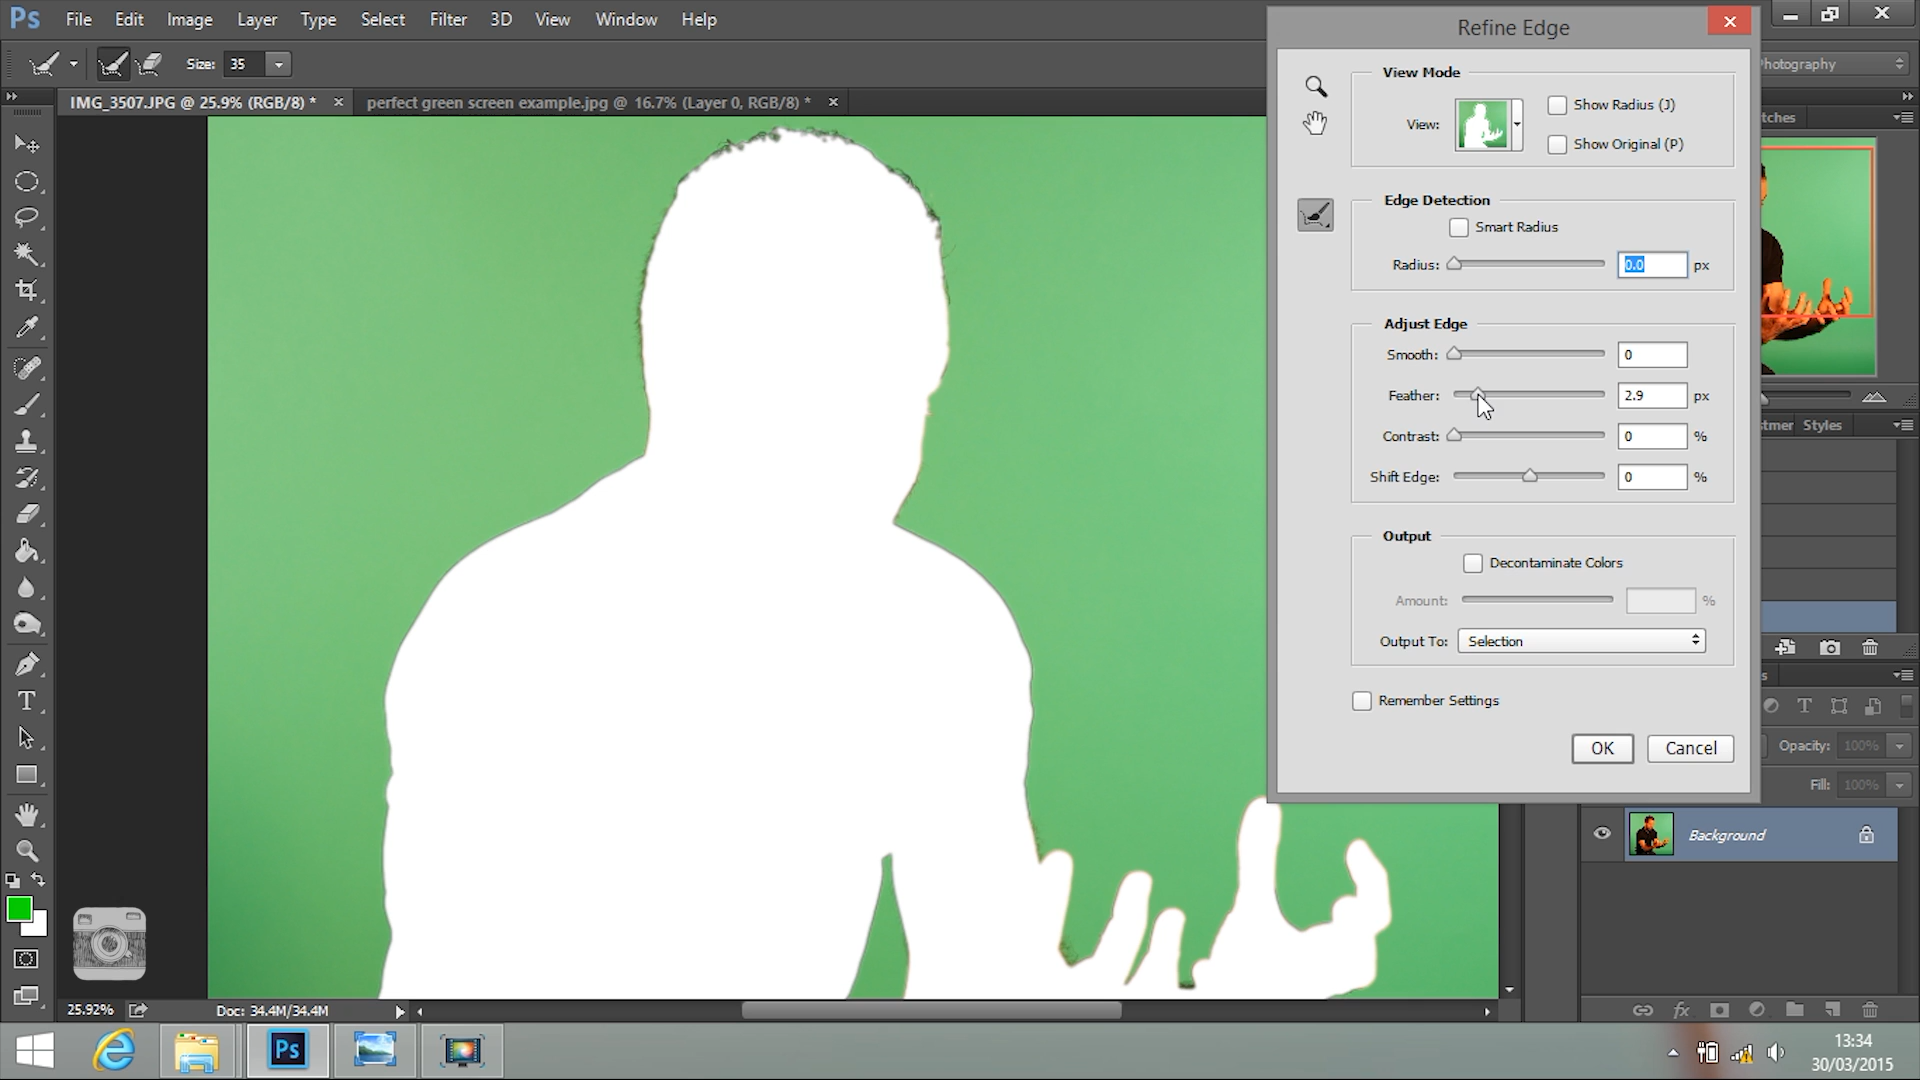 Ps File Edit Image Layer Type Select Filter 3D View Window Help
Refine Edge
Size: 35
hotography
IMG_3507.JPG @ 25.9% (RGB/8) *
perfect green screen example.jpg @ 16.7% (Layer 0, RGB/8) *
tches
View Mode
View:
Show Radius (J)
Show Original (P)
Edge Detection
Smart Radius
Radius: 0.0 px
Adjust Edge
Smooth: 0
Feather: 2.9 px
Contrast: 0 %
Shift Edge: 0 %
Output
Decontaminate Colors
Amount: %
Output To: Selection
Remember Settings
OK Cancel
stmer Styles
s
Opacity: 100%
Fill: 100%
Background
25.92% Doc: 34.4M/34.4M
Ps
13:34
30/03/2015